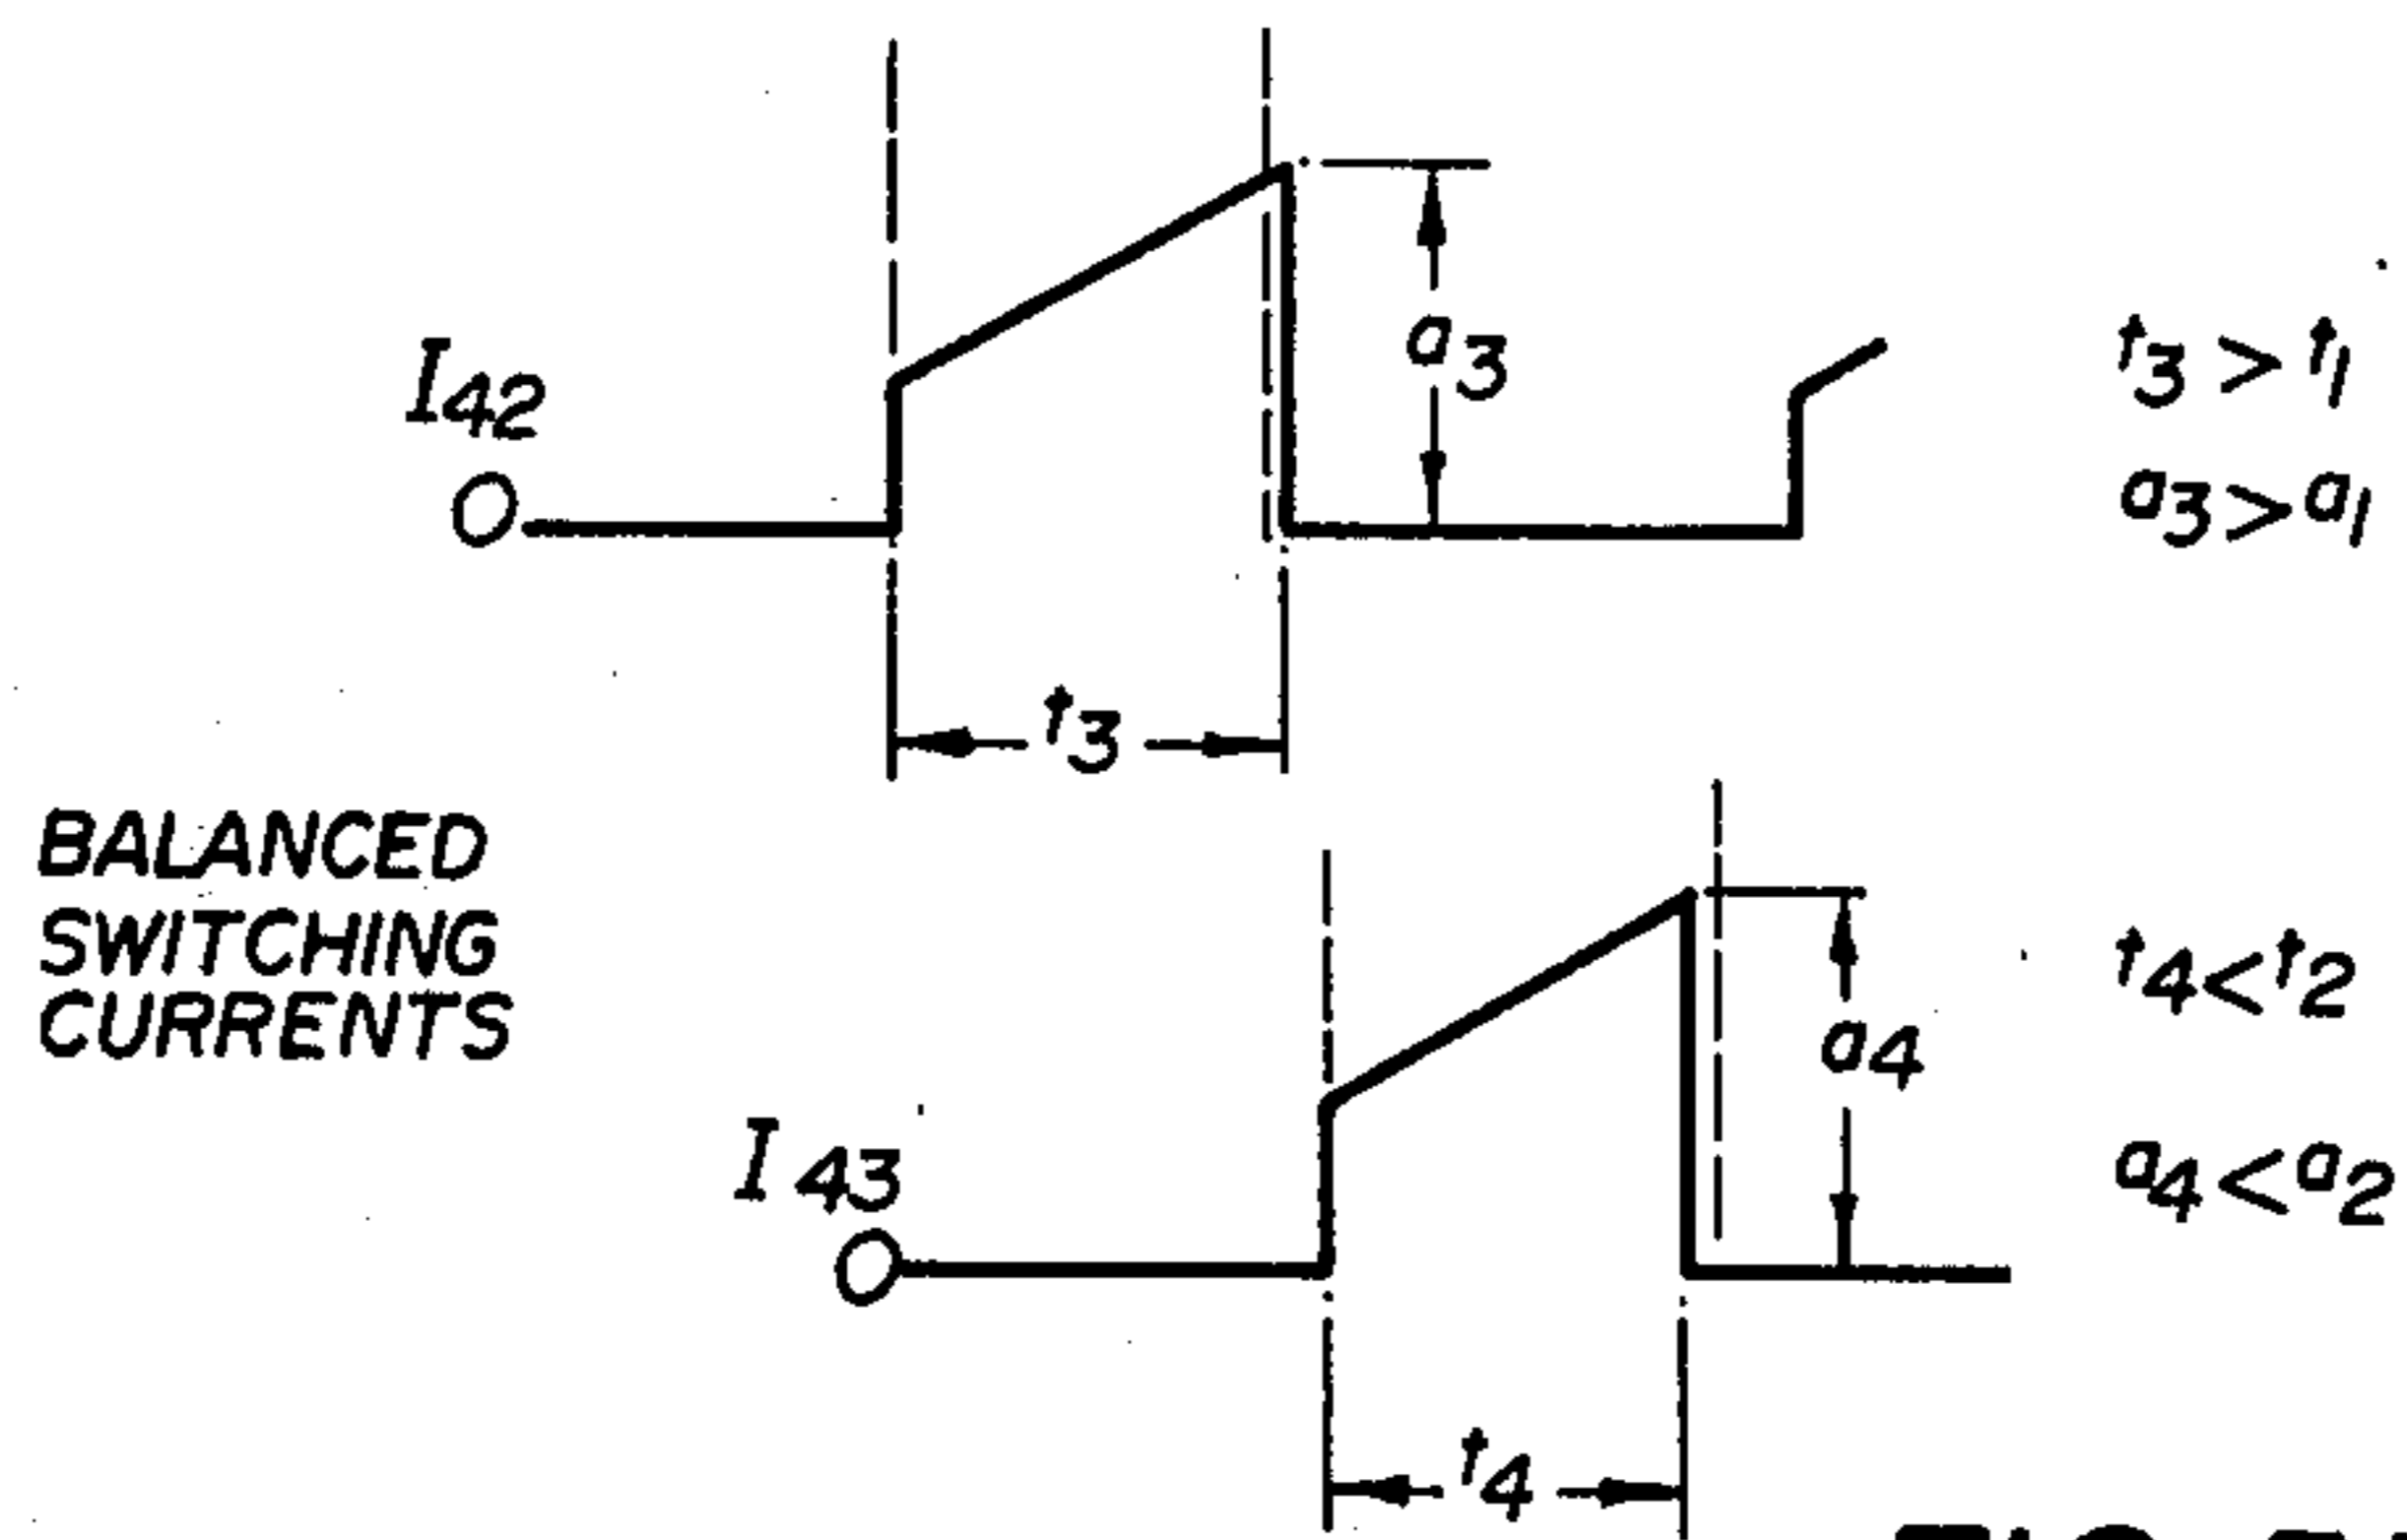 a3
I42
t3 > t1
O
a3 > a1
t3
BALANCED
SWITCHING
CURRENTS
t4 < t2
a4
I43
a4 < a2
O
t4